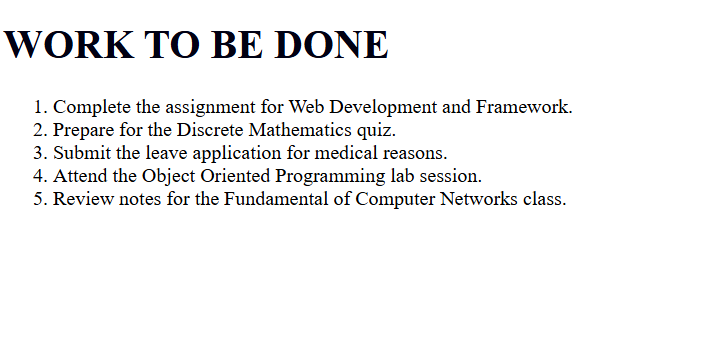 WORK TO BE DONE
1. Complete the assignment for Web Development and Framework.
2. Prepare for the Discrete Mathematics quiz.
3. Submit the leave application for medical reasons.
4. Attend the Object Oriented Programming lab session.
5. Review notes for the Fundamental of Computer Networks class.